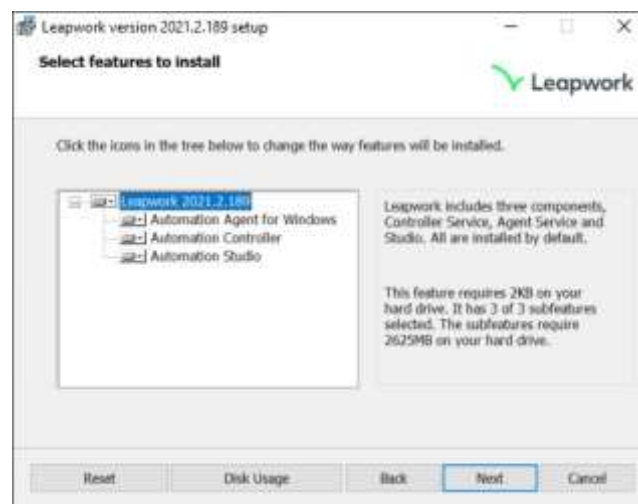 Leapwork version 2021.2.189 setup
Select features to install
Leapwork
Click the icons in the tree below to change the way features will be installed.
Leapwork 2021.2.189
Automation Agent for Windows
Automation Controller
Automation Studio
Leapwork includes three components,
Controller Service, Agent Service and
Studio. All are installed by default.
This feature requires 2KB on your
hard drive. It has 3 of 3 subfeatures
selected. The subfeatures require
2625MB on your hard drive.
Reset
Disk Usage
Back
Next
Cancel